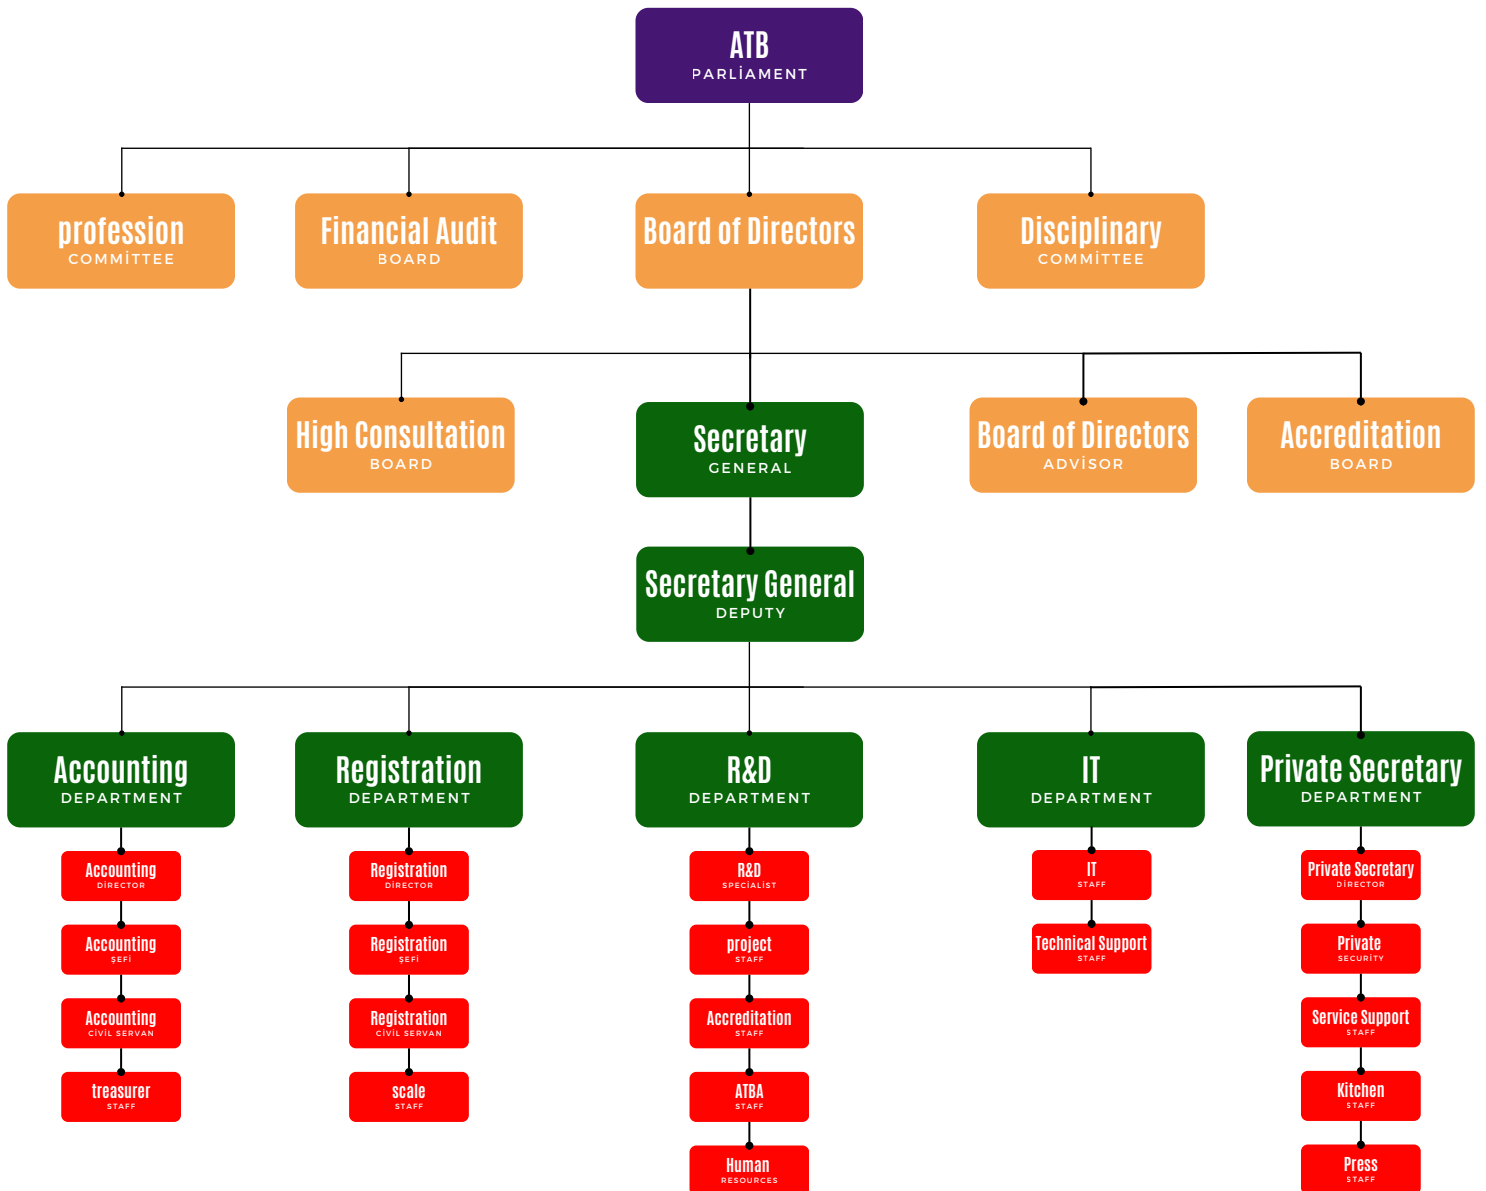 ATB
PARLİAMENT
profession
COMMİTTEE
Financial Audit
BOARD
Board of Directors
Disciplinary
COMMİTTEE
High Consultation
BOARD
Secretary
GENERAL
Board of Directors
ADVİSOR
Accreditation
BOARD
Secretary General
DEPUTY
Accounting
DEPARTMENT
Registration
DEPARTMENT
R&D
DEPARTMENT
IT
DEPARTMENT
Private Secretary
DEPARTMENT
Accounting
DİRECTOR
Registration
DİRECTOR
R&D
SPECİALİST
IT
STAFF
Private Secretary
DİRECTOR
Accounting
ŞEFİ
Registration
ŞEFİ
project
STAFF
Technical Support
STAFF
Private
SECURİTY
Accounting
CİVİL SERVAN
Registration
CİVİL SERVAN
Accreditation
STAFF
Service Support
STAFF
treasurer
STAFF
scale
STAFF
ATBA
STAFF
Kitchen
STAFF
Human
RESOURCES
Press
STAFF